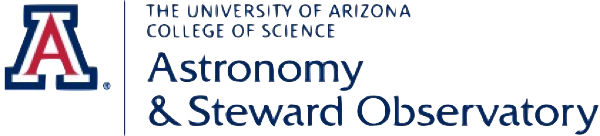 A®
THE UNIVERSITY OF ARIZONA
COLLEGE OF SCIENCE
Astronomy
& Steward Observatory